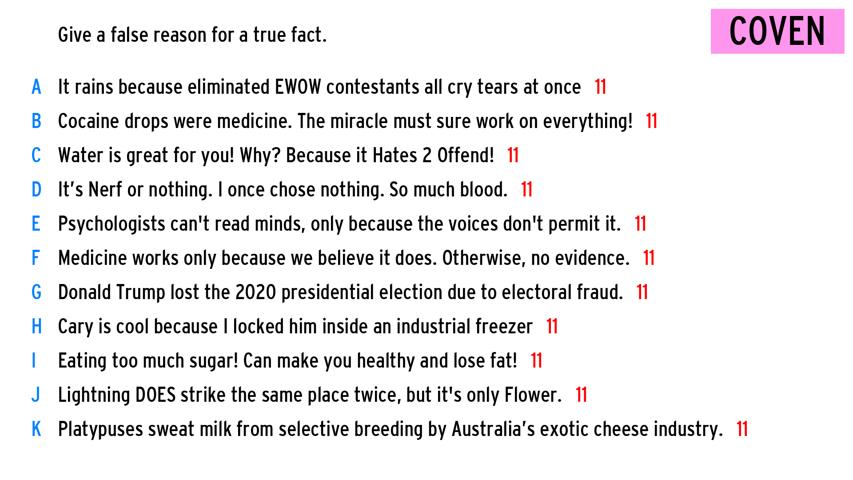 Give a false reason for a true fact.
COVEN
A It rains because eliminated EWOW contestants all cry tears at once 11
B Cocaine drops were medicine. The miracle must sure work on everything! 11
C Water is great for you! Why? Because it Hates 2 Offend! 11
D It’s Nerf or nothing. I once chose nothing. So much blood. 11
E Psychologists can't read minds, only because the voices don't permit it. 11
F Medicine works only because we believe it does. Otherwise, no evidence. 11
G Donald Trump lost the 2020 presidential election due to electoral fraud. 11
H Cary is cool because I locked him inside an industrial freezer 11
I Eating too much sugar! Can make you healthy and lose fat! 11
J Lightning DOES strike the same place twice, but it's only Flower. 11
K Platypuses sweat milk from selective breeding by Australia’s exotic cheese industry. 11